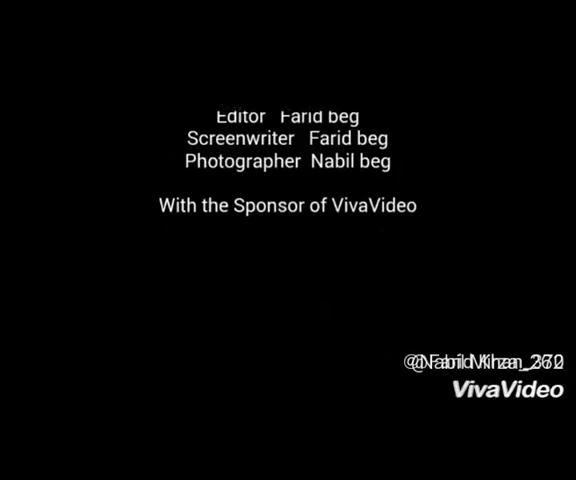 Editor Farid beg
Screenwriter Farid beg
Photographer Nabil beg
With the Sponsor of VivaVideo
VivaVideo